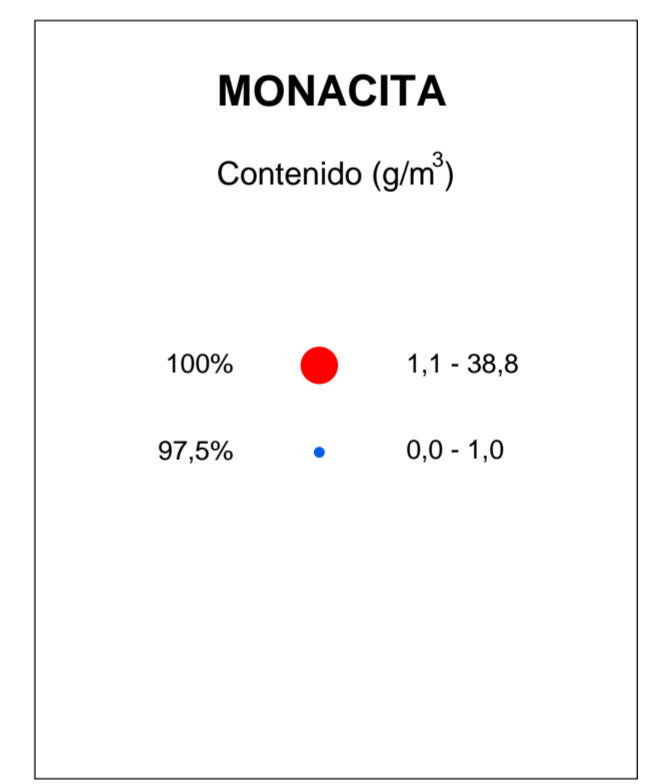 MONACITA
Contenido (g/m³)
100% 1,1 - 38,8
97,5% 0,0 - 1,0